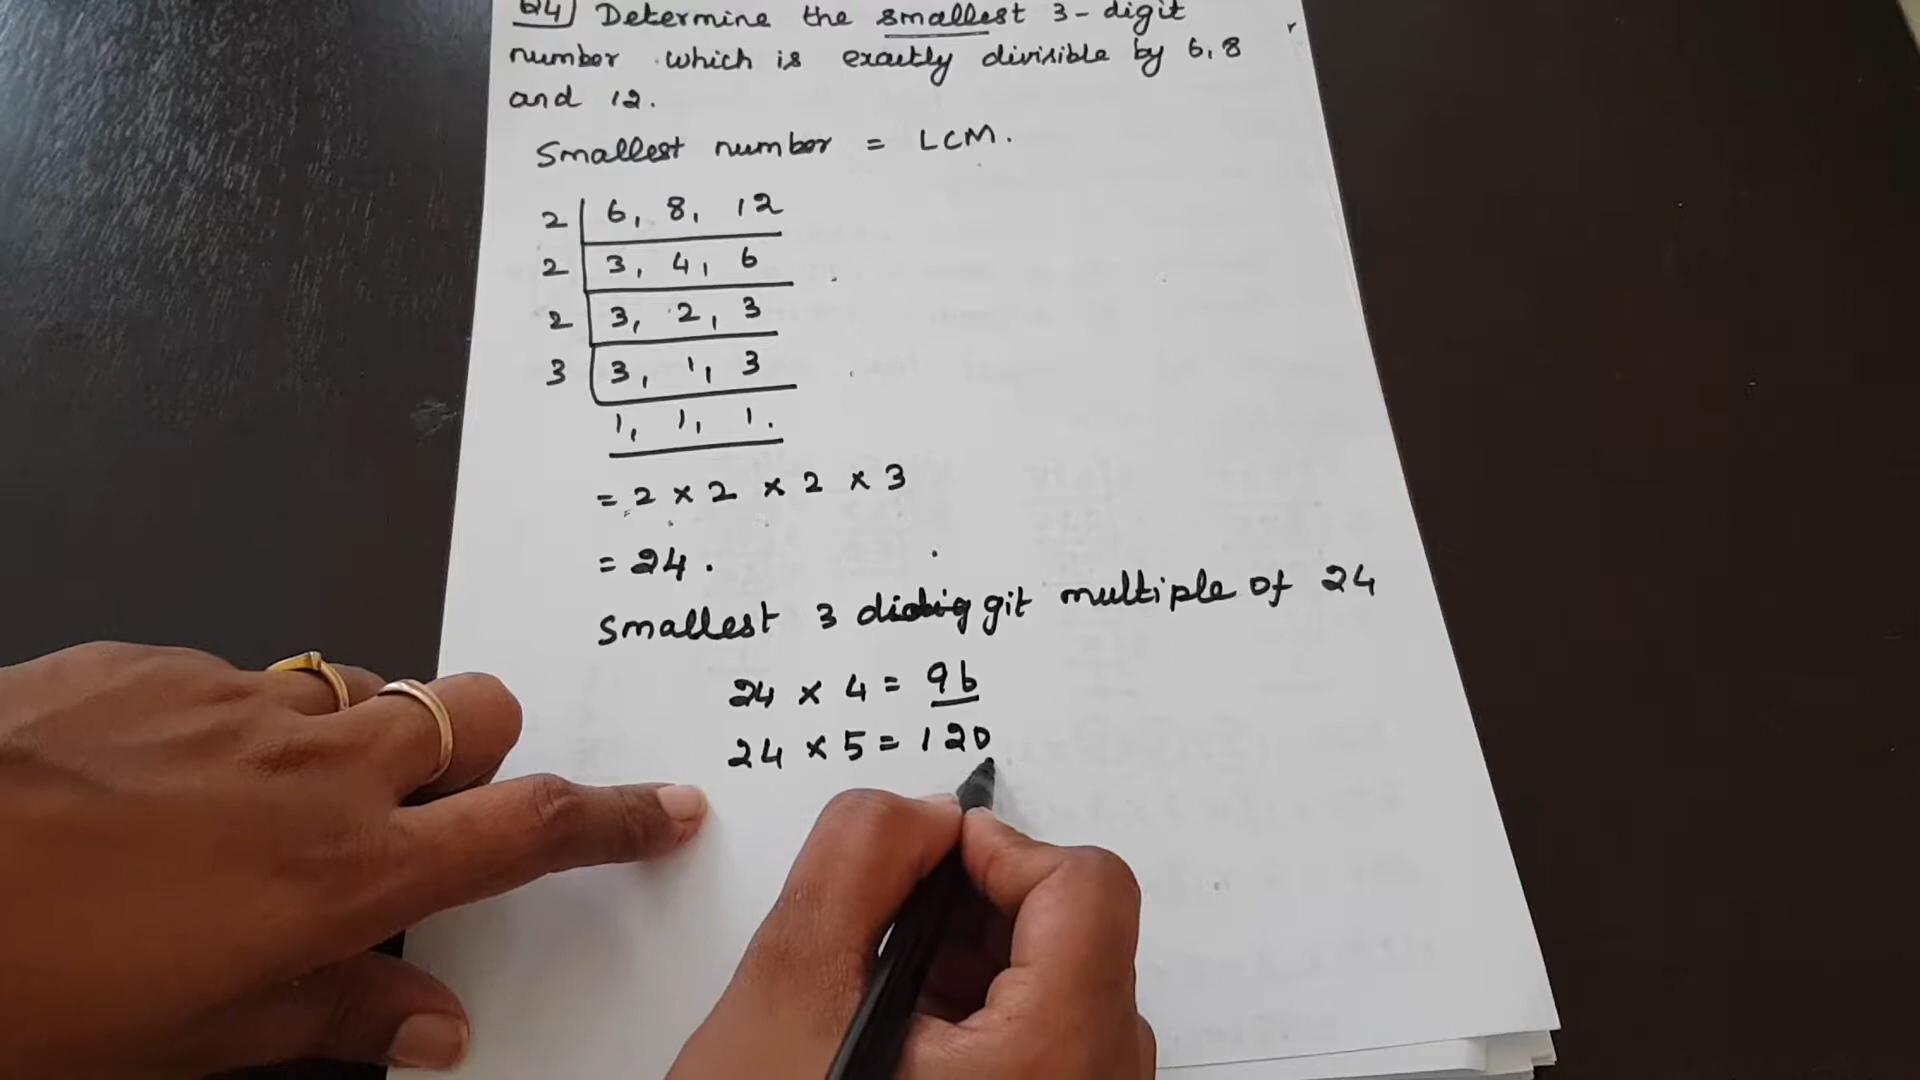 Q4) Determine the smallest 3-digit
number which is exactly divisible by 6, 8
and 12.
Smallest number = LCM.
2 | 6, 8, 12
2 | 3, 4, 6
2 | 3, 2, 3
3 | 3, 1, 3
1, 1, 1.
= 2 × 2 × 2 × 3
= 24.
Smallest 3 digit multiple of 24
24 × 4 = 96
24 × 5 = 120